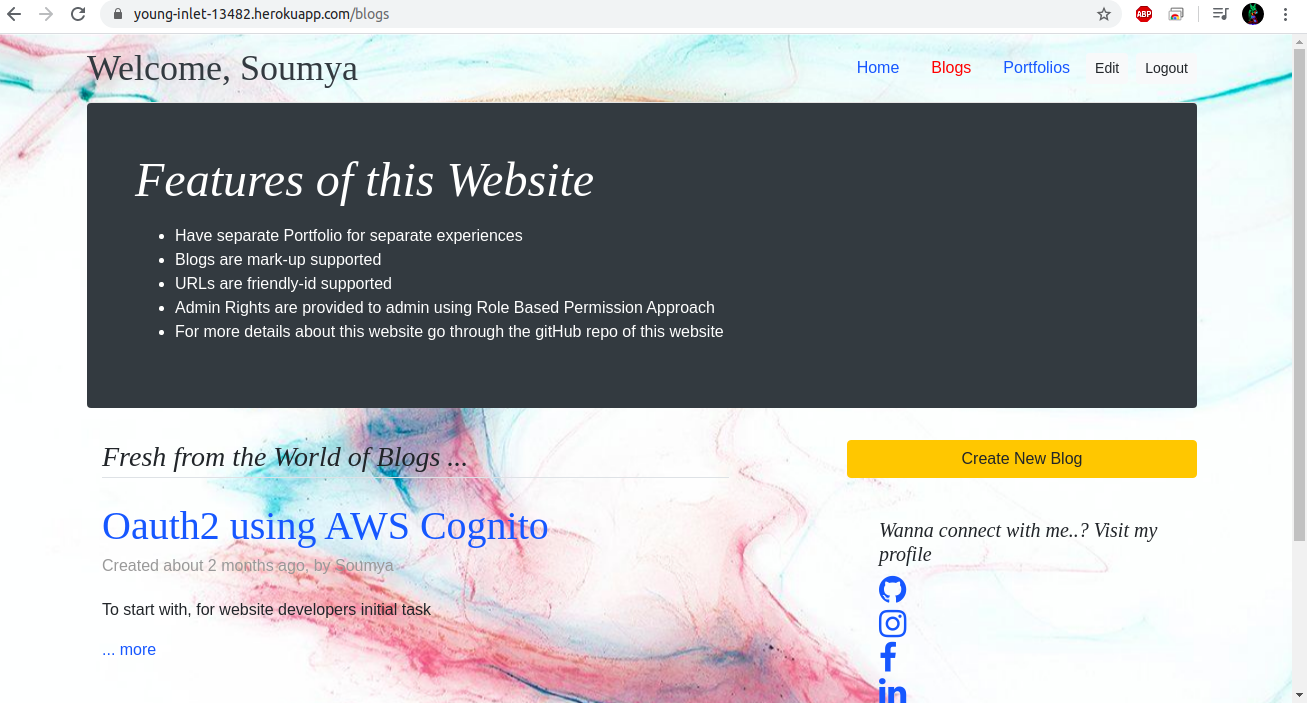 young-inlet-13482.herokuapp.com/blogs
ABP
Welcome, Soumya
Home Blogs Portfolios Edit Logout
Features of this Website
Have separate Portfolio for separate experiences
Blogs are mark-up supported
URLs are friendly-id supported
Admin Rights are provided to admin using Role Based Permission Approach
For more details about this website go through the gitHub repo of this website
Fresh from the World of Blogs ...
Create New Blog
Oauth2 using AWS Cognito
Created about 2 months ago, by Soumya
To start with, for website developers initial task
... more
Wanna connect with me..? Visit my
profile